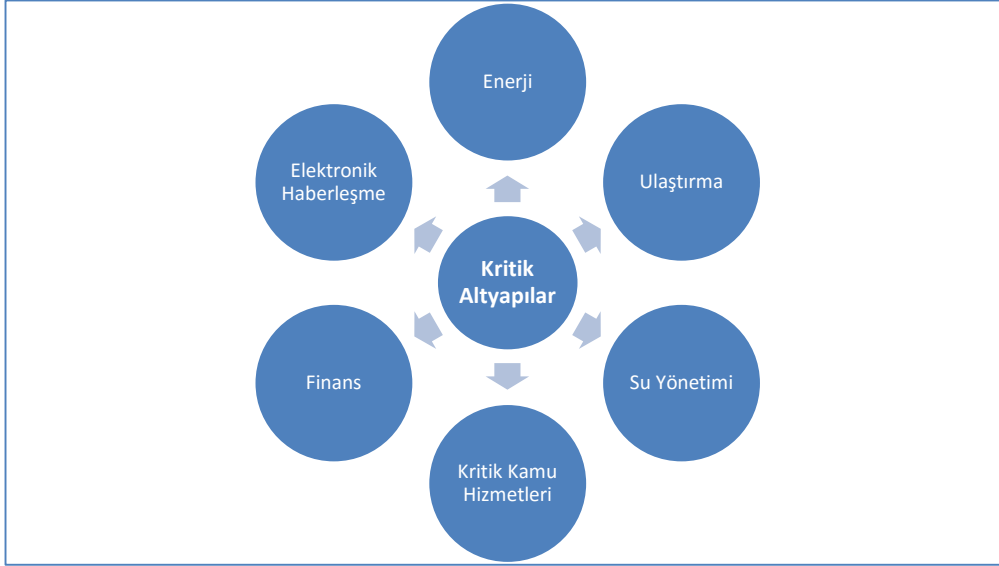 Enerji
Elektronik
Haberleşme
Ulaştırma
Kritik
Altyapılar
Finans
Su Yönetimi
Kritik Kamu
Hizmetleri